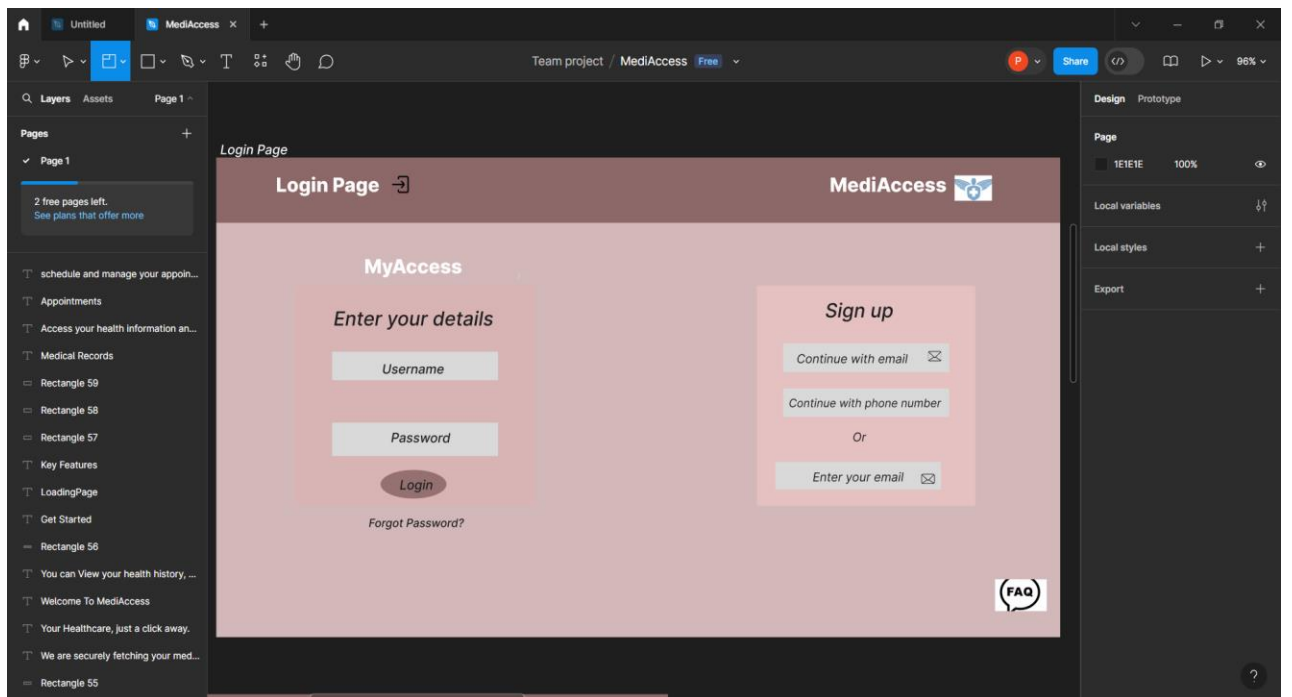 Untitled
MediAccess
Team project / MediAccess Free
P
Share
96%
Layers Assets Page 1
Pages
Page 1
2 free pages left.
See plans that offer more
schedule and manage your appoin...
Appointments
Access your health information an...
Medical Records
Rectangle 59
Rectangle 58
Rectangle 57
Key Features
LoadingPage
Get Started
Rectangle 56
You can View your health history, ...
Welcome To MediAccess
Your Healthcare, just a click away.
We are securely fetching your med...
Rectangle 55
Login Page
Login Page
MediAccess
MyAccess
Enter your details
Username
Password
Login
Forgot Password?
Sign up
Continue with email
Continue with phone number
Or
Enter your email
FAQ
Design Prototype
Page
1E1E1E 100%
Local variables
Local styles
Export
?